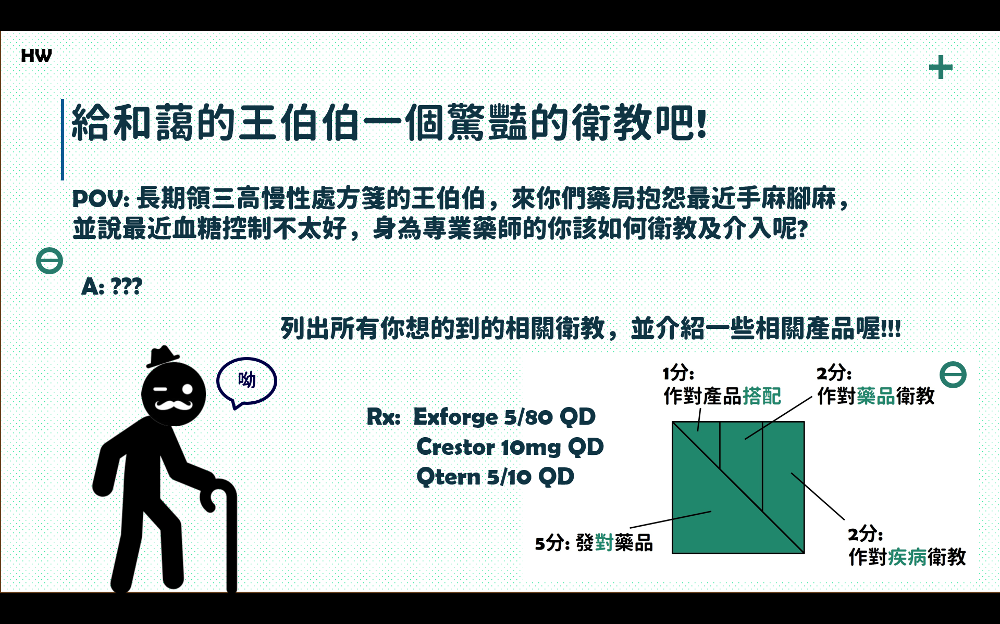 HW
給和藹的王伯伯一個驚豔的衛教吧!
POV: 長期領三高慢性處方箋的王伯伯，來你們藥局抱怨最近手麻腳麻，
並說最近血糖控制不太好，身為專業藥師的你該如何衛教及介入呢?
A: ???
列出所有你想的到的相關衛教，並介紹一些相關產品喔!!!
呦
Rx: Exforge 5/80 QD
Crestor 10mg QD
Qtern 5/10 QD
1分:
作對產品搭配
2分:
作對藥品衛教
5分: 發對藥品
2分:
作對疾病衛教